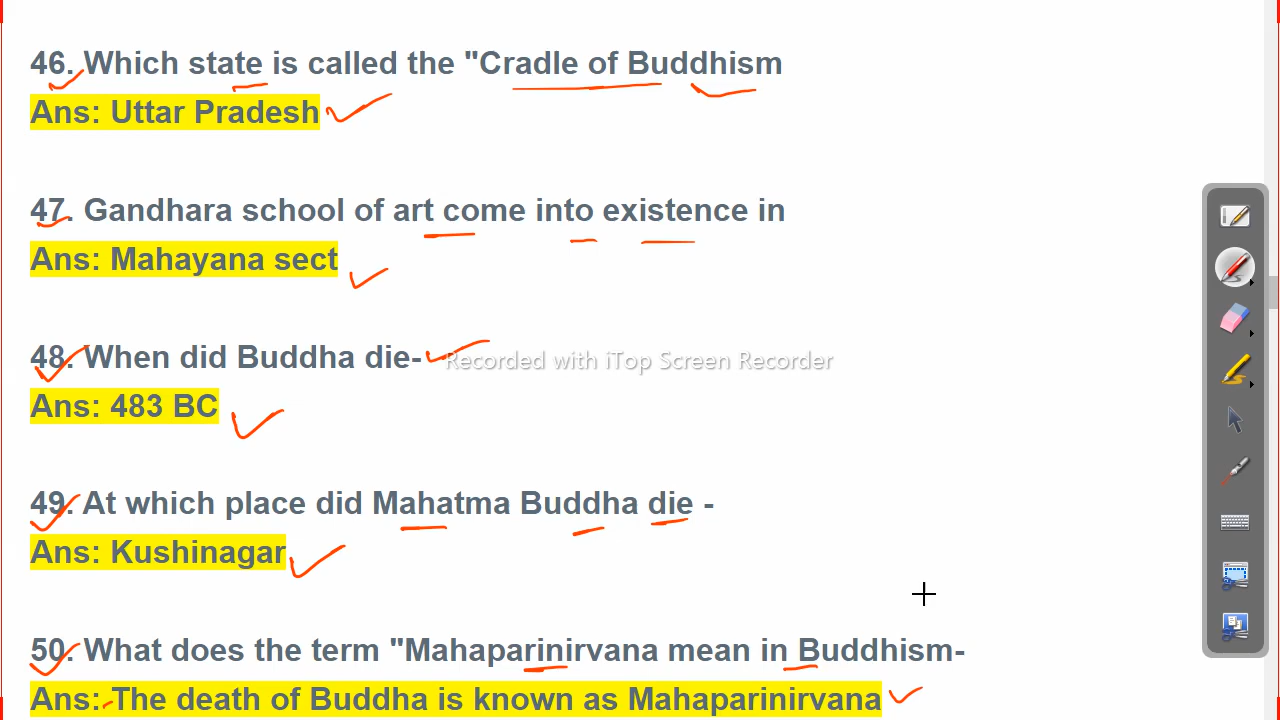 46. Which state is called the "Cradle of Buddhism
Ans: Uttar Pradesh
47. Gandhara school of art come into existence in
Ans: Mahayana sect
48. When did Buddha die-
Recorded with iTop Screen Recorder
Ans: 483 BC
49. At which place did Mahatma Buddha die -
Ans: Kushinagar
50. What does the term "Mahaparinirvana mean in Buddhism-
Ans: The death of Buddha is known as Mahaparinirvana